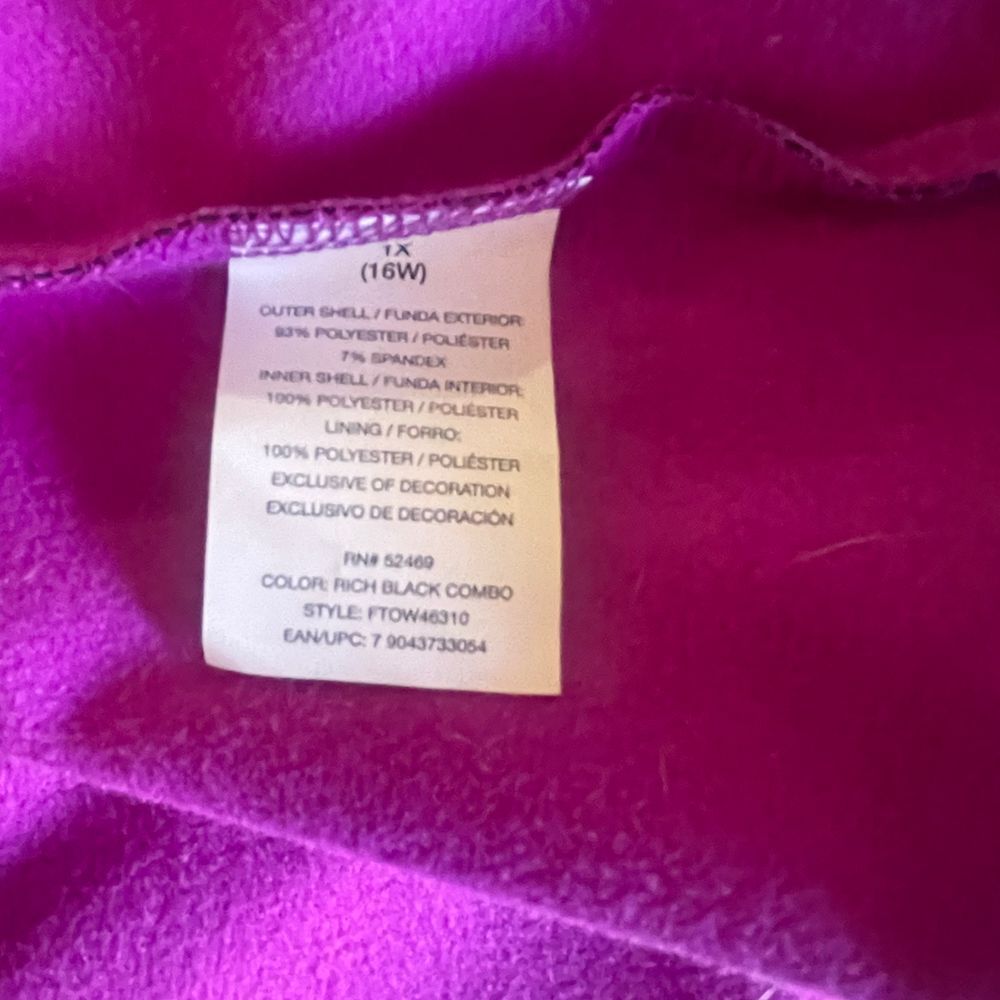 1X
(16W)
OUTER SHELL / FUNDA EXTERIOR:
93% POLYESTER / POLIÉSTER
7% SPANDEX
INNER SHELL / FUNDA INTERIOR:
100% POLYESTER / POLIÉSTER
LINING / FORRO:
100% POLYESTER / POLIÉSTER
EXCLUSIVE OF DECORATION
EXCLUSIVO DE DECORACIÓN
RN# 52469
COLOR: RICH BLACK COMBO
STYLE: FTOW46310
EAN/UPC: 7 9043733054